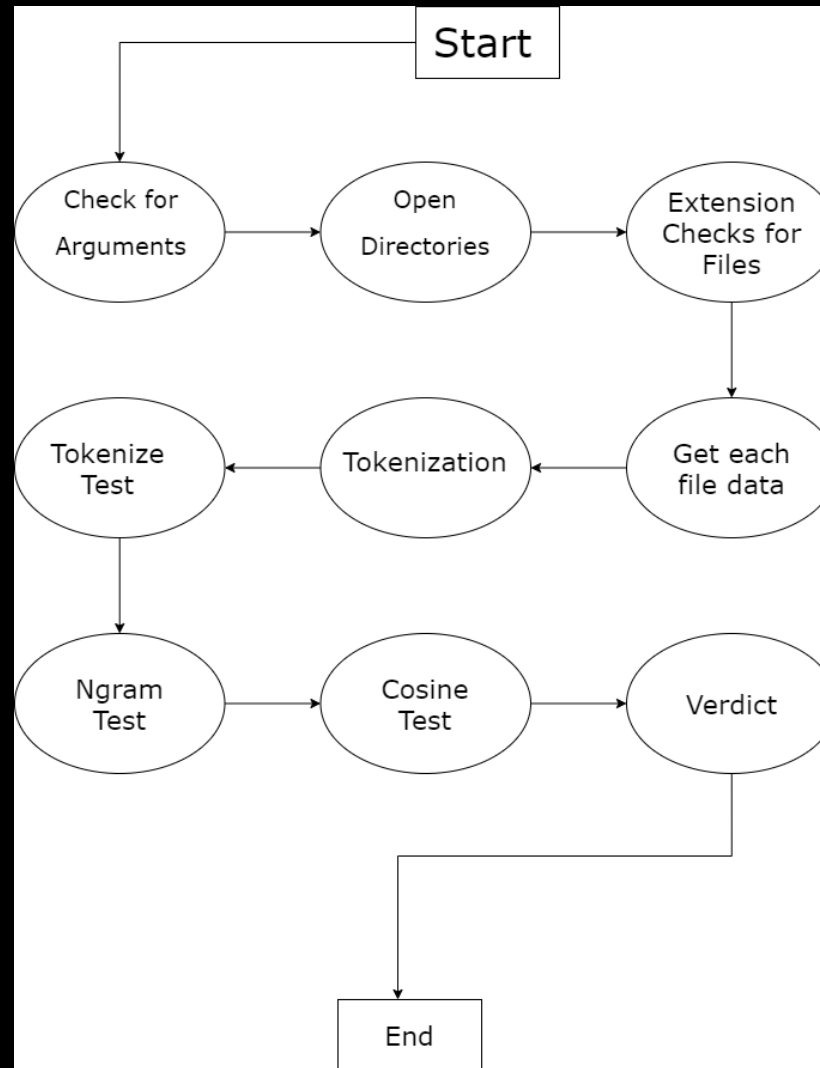 Start
Check for
Arguments
Open
Directories
Extension
Checks for
Files
Get each
file data
Tokenization
Tokenize
Test
Ngram
Test
Cosine
Test
Verdict
End